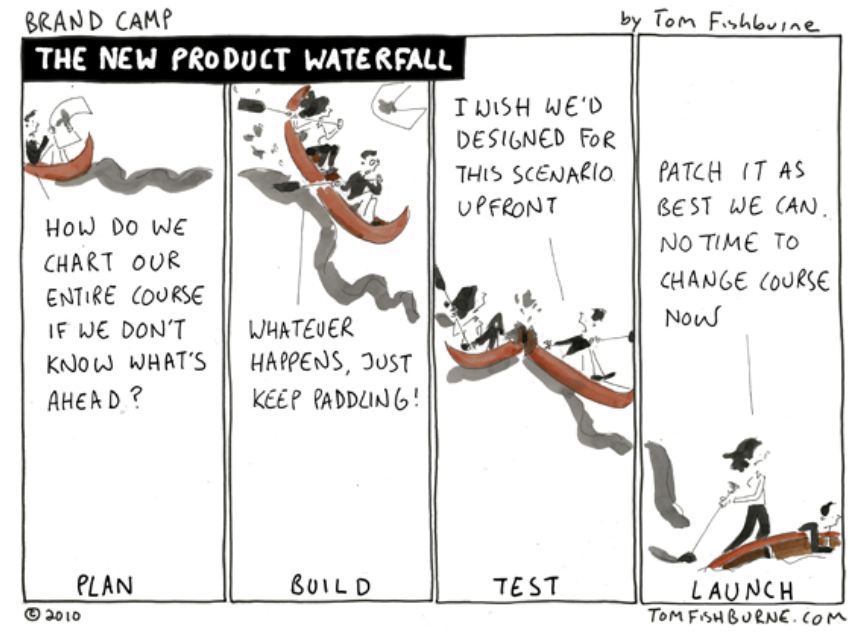 BRAND CAMP
by Tom Fishburne
THE NEW PRODUCT WATERFALL
HOW DO WE
CHART OUR
ENTIRE COURSE
IF WE DON'T
KNOW WHAT'S
AHEAD?
PLAN
WHATEVER
HAPPENS, JUST
KEEP PADDLING!
BUILD
I WISH WE'D
DESIGNED FOR
THIS SCENARIO
UPFRONT
TEST
PATCH IT AS
BEST WE CAN.
NO TIME TO
CHANGE COURSE
NOW
LAUNCH
© 2010
TOMFISHBURNE.COM